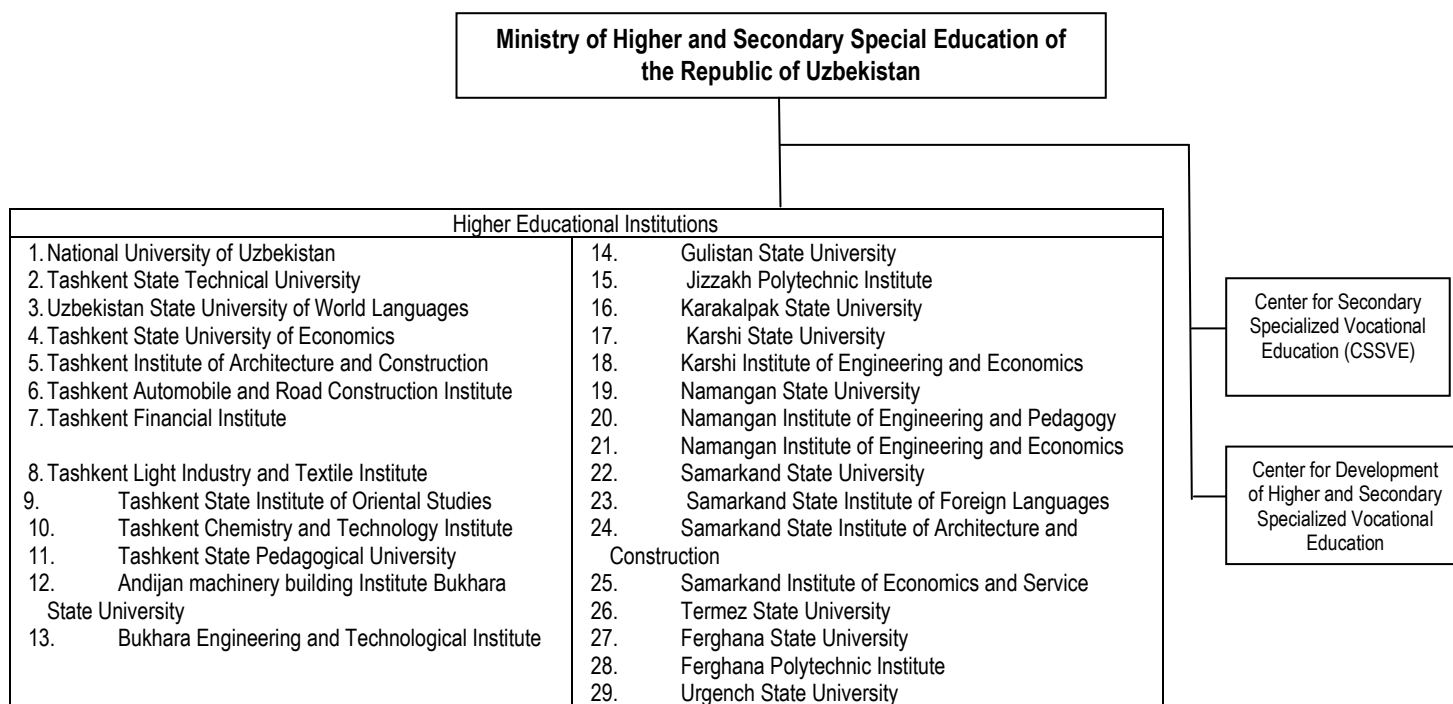 Ministry of Higher and Secondary Special Education of
the Republic of Uzbekistan
Higher Educational Institutions
1. National University of Uzbekistan
2. Tashkent State Technical University
3. Uzbekistan State University of World Languages
4. Tashkent State University of Economics
5. Tashkent Institute of Architecture and Construction
6. Tashkent Automobile and Road Construction Institute
7. Tashkent Financial Institute
8. Tashkent Light Industry and Textile Institute
9. Tashkent State Institute of Oriental Studies
10. Tashkent Chemistry and Technology Institute
11. Tashkent State Pedagogical University
12. Andijan machinery building Institute Bukhara
State University
13. Bukhara Engineering and Technological Institute
14. Gulistan State University
15. Jizzakh Polytechnic Institute
16. Karakalpak State University
17. Karshi State University
18. Karshi Institute of Engineering and Economics
19. Namangan State University
20. Namangan Institute of Engineering and Pedagogy
21. Namangan Institute of Engineering and Economics
22. Samarkand State University
23. Samarkand State Institute of Foreign Languages
24. Samarkand State Institute of Architecture and
Construction
25. Samarkand Institute of Economics and Service
26. Termez State University
27. Ferghana State University
28. Ferghana Polytechnic Institute
29. Urgench State University
Center for Secondary
Specialized Vocational
Education (CSSVE)
Center for Development
of Higher and Secondary
Specialized Vocational
Education